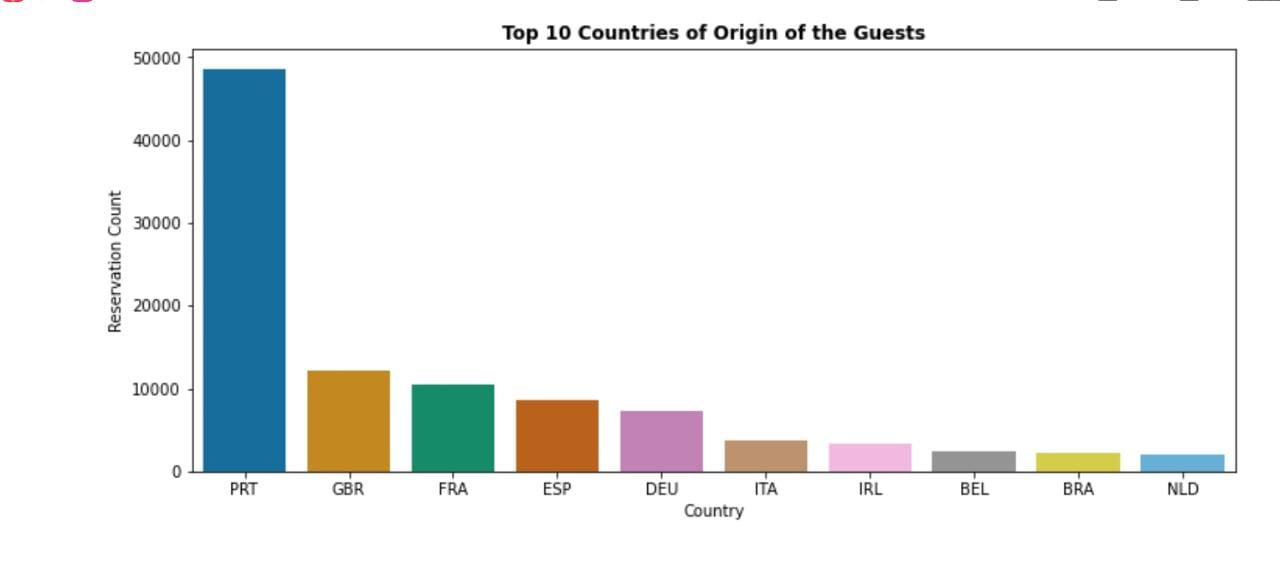 Top 10 Countries of Origin of the Guests
50000
40000
30000
20000
10000
0
Reservation Count
PRT GBR FRA ESP DEU ITA IRL BEL BRA NLD
Country